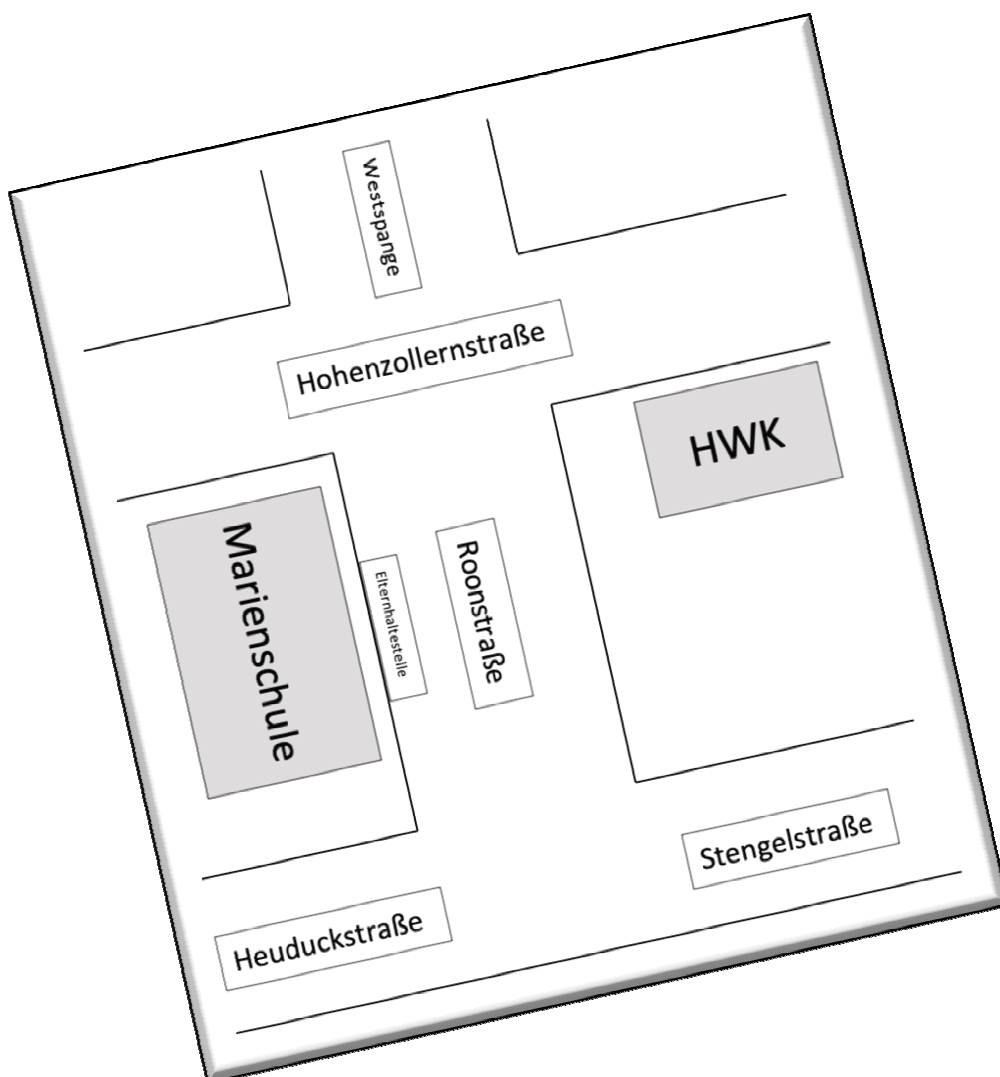 Westspange
Hohenzollernstraße
HWK
Marienschule
Elternhaltestelle
Roonstraße
Stengelstraße
Heuduckstraße